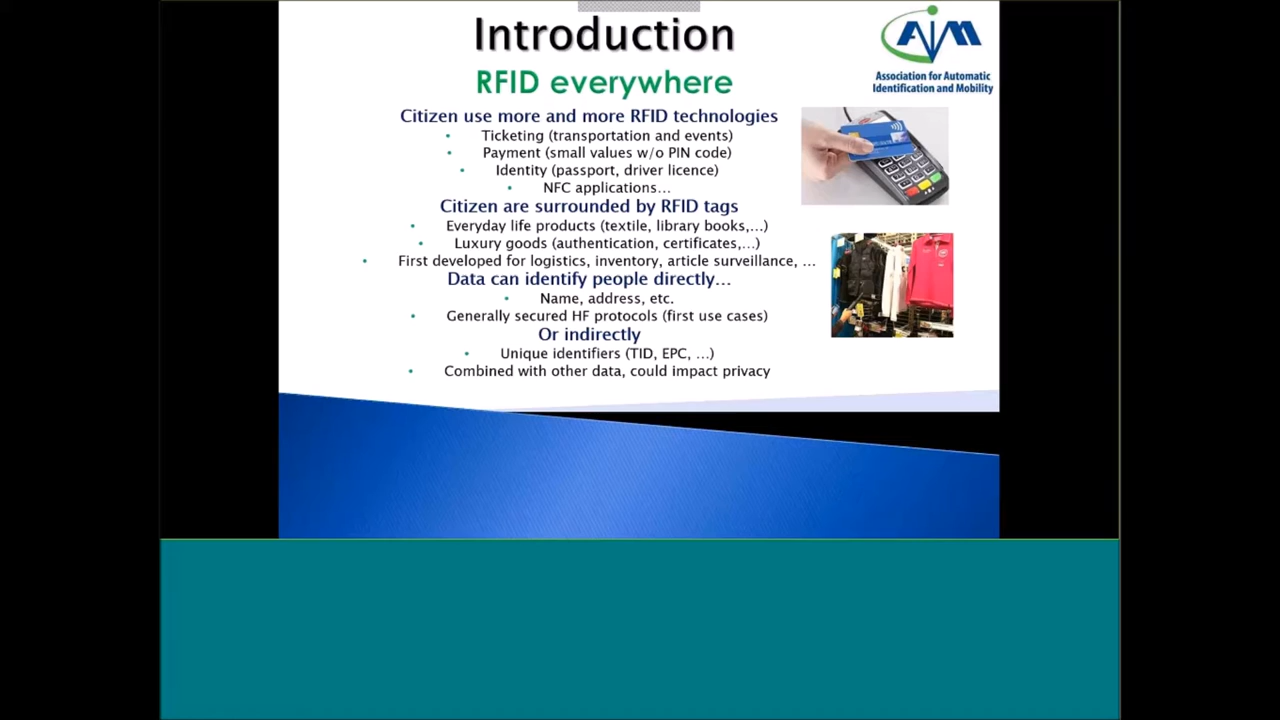 Introduction
RFID everywhere
AIM
Association for Automatic
Identification and Mobility
Citizen use more and more RFID technologies
• Ticketing (transportation and events)
• Payment (small values w/o PIN code)
• Identity (passport, driver licence)
• NFC applications...
Citizen are surrounded by RFID tags
• Everyday life products (textile, library books,...)
• Luxury goods (authentication, certificates,...)
• First developed for logistics, inventory, article surveillance, ...
Data can identify people directly...
• Name, address, etc.
• Generally secured HF protocols (first use cases)
Or indirectly
• Unique identifiers (TID, EPC, ...)
• Combined with other data, could impact privacy